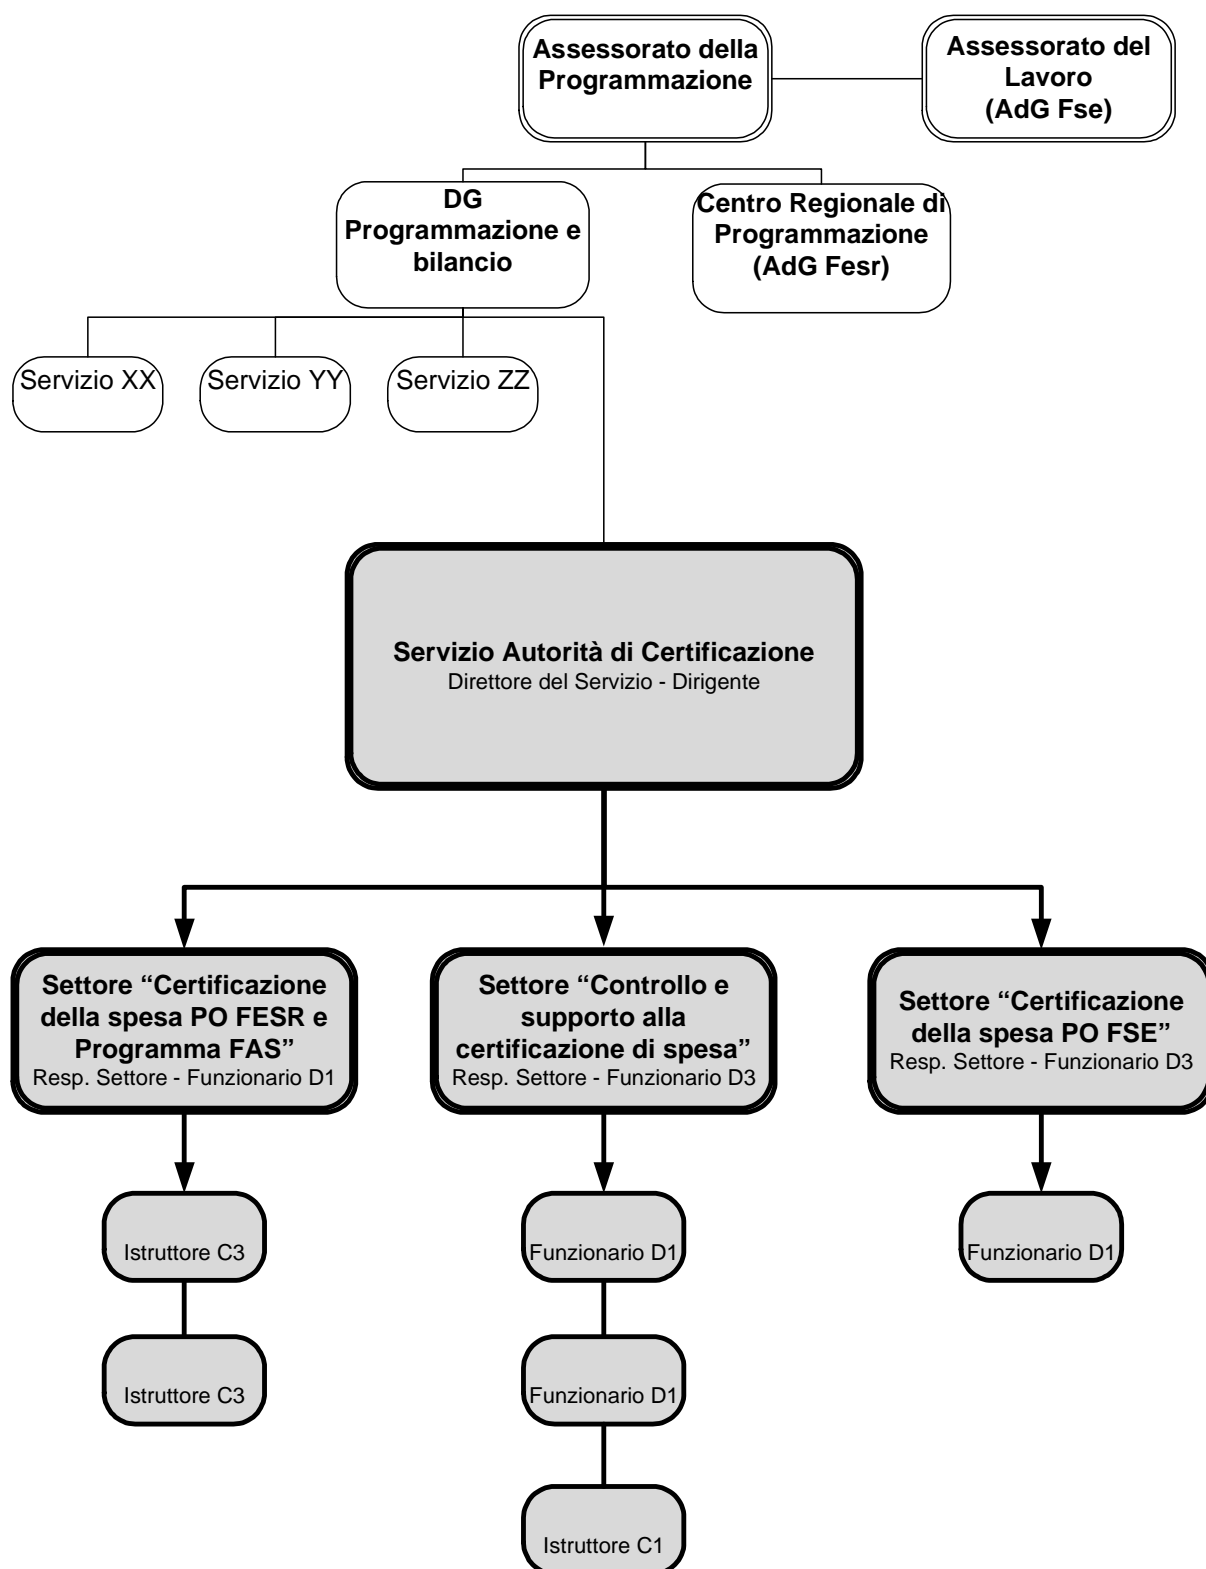 Assessorato della
Programmazione
Assessorato del
Lavoro
(AdG Fse)
DG
Programmazione e
bilancio
Centro Regionale di
Programmazione
(AdG Fesr)
Servizio XX
Servizio YY
Servizio ZZ
Servizio Autorità di Certificazione
Direttore del Servizio - Dirigente
Settore “Certificazione
della spesa PO FESR e
Programma FAS”
Resp. Settore - Funzionario D1
Settore “Controllo e
supporto alla
certificazione di spesa”
Resp. Settore - Funzionario D3
Settore “Certificazione
della spesa PO FSE”
Resp. Settore - Funzionario D3
Istruttore C3
Funzionario D1
Funzionario D1
Istruttore C3
Funzionario D1
Istruttore C1